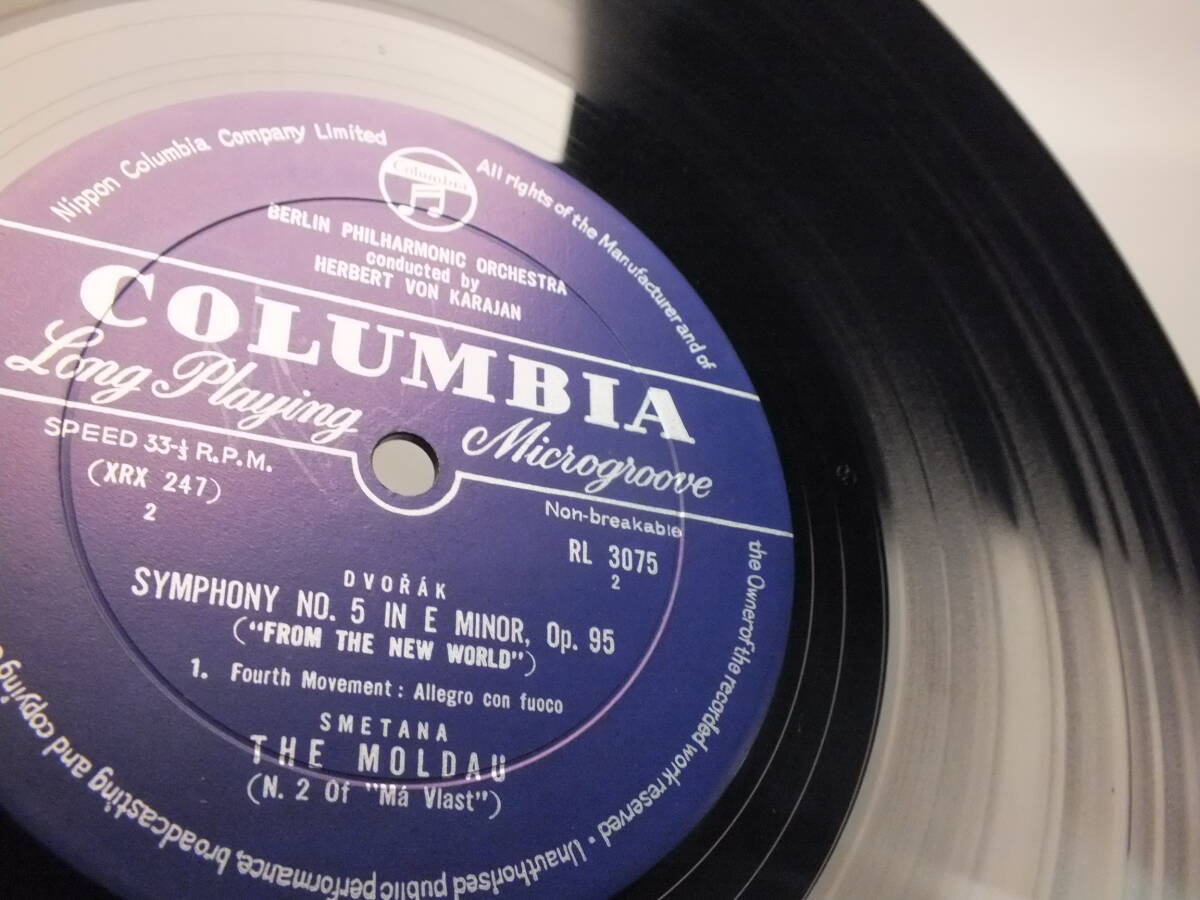 Nippon Columbia Company Limited
All rights of the Manufacturer and of
the Owner of the recorded work reserved • Unauthorised public performance, broadcasting and copying
Columbia
BERLIN PHILHARMONIC ORCHESTRA
conducted by
HERBERT VON KARAJAN
COLUMBIA
Long Playing Microgroove
SPEED 33-⅓ R.P.M.
Non-breakable
(XRX 247)
2
RL 3075
2
DVOŘÁK
SYMPHONY NO. 5 IN E MINOR, Op. 95
("FROM THE NEW WORLD")
1. Fourth Movement : Allegro con fuoco
SMETANA
THE MOLDAU
(N. 2 Of "Má Vlast")